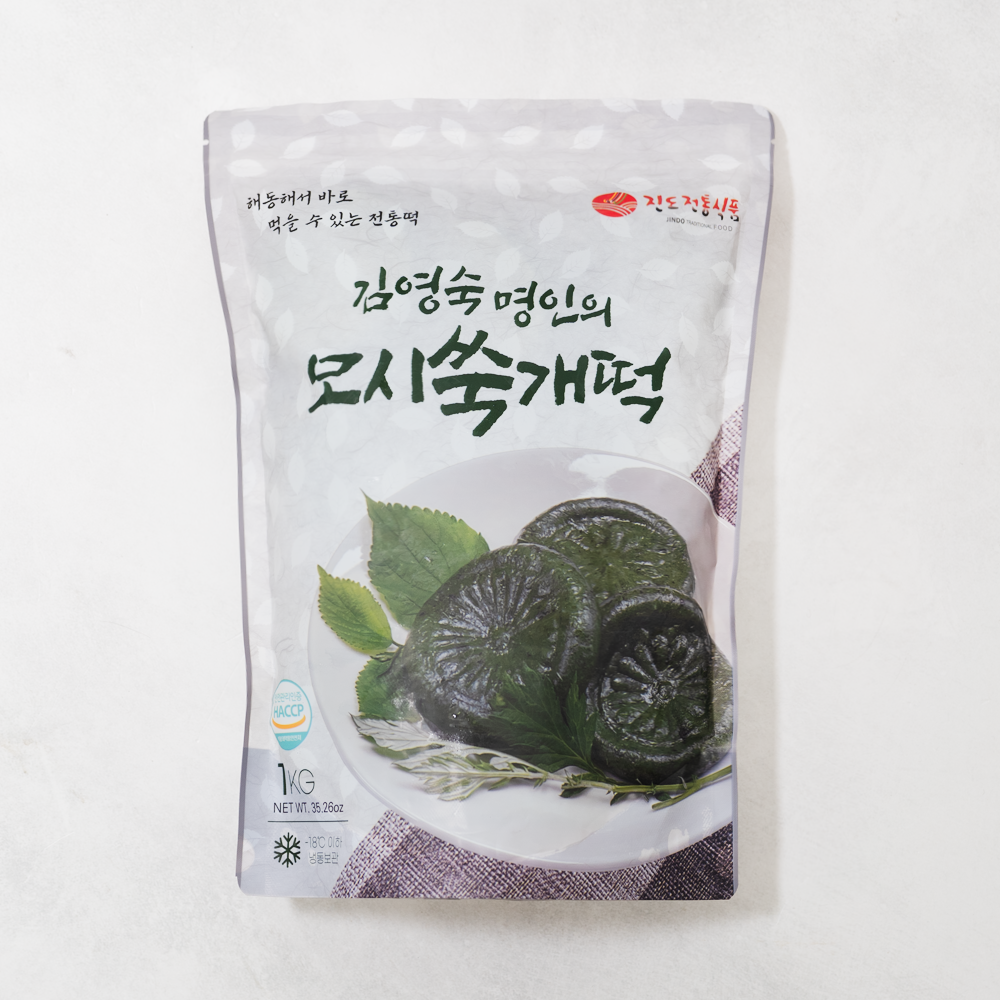 해동해서 바로
먹을 수 있는 전통떡
진도전통식품
JINDO TRADITIONAL FOOD
김영숙 명인의
모시쑥개떡
HACCP
1KG
NET WT. 35.26oz
-18℃ 이하
냉동보관